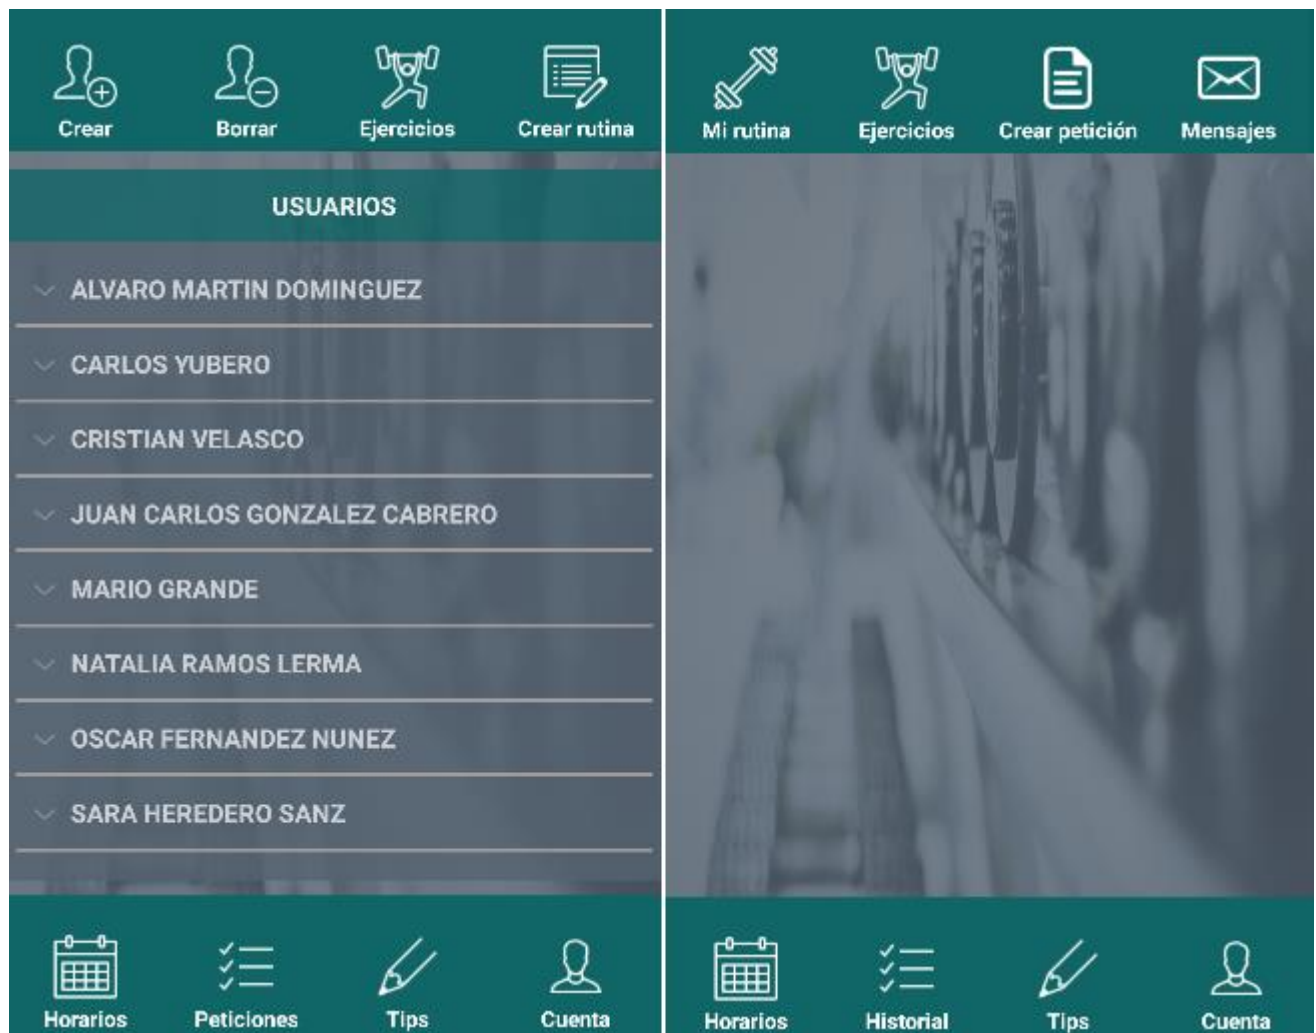 Crear Borrar Ejercicios Crear rutina
USUARIOS
ALVARO MARTIN DOMINGUEZ
CARLOS YUBERO
CRISTIAN VELASCO
JUAN CARLOS GONZALEZ CABRERO
MARIO GRANDE
NATALIA RAMOS LERMA
OSCAR FERNANDEZ NUNEZ
SARA HEREDERO SANZ
Horarios Peticiones Tips Cuenta
Mi rutina Ejercicios Crear petición Mensajes
Horarios Historial Tips Cuenta